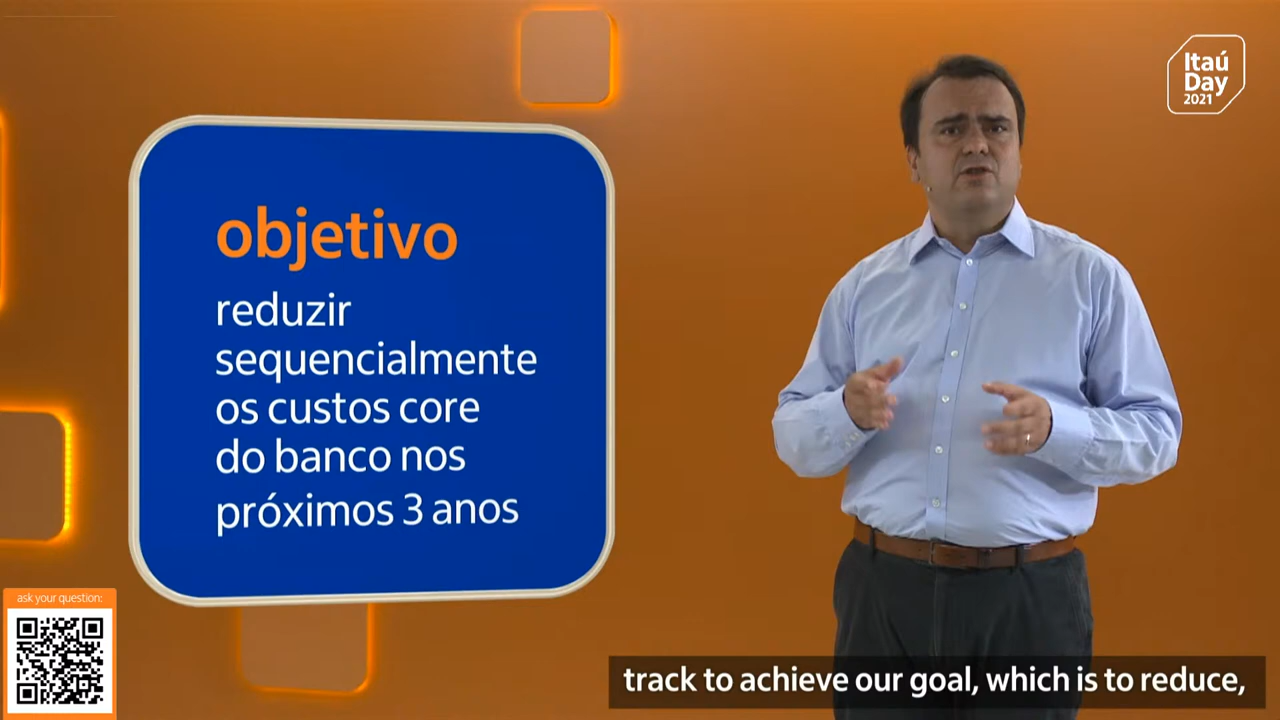 Itaú
Day
2021
objetivo
reduzir
sequencialmente
os custos core
do banco nos
próximos 3 anos
ask your question:
track to achieve our goal, which is to reduce,